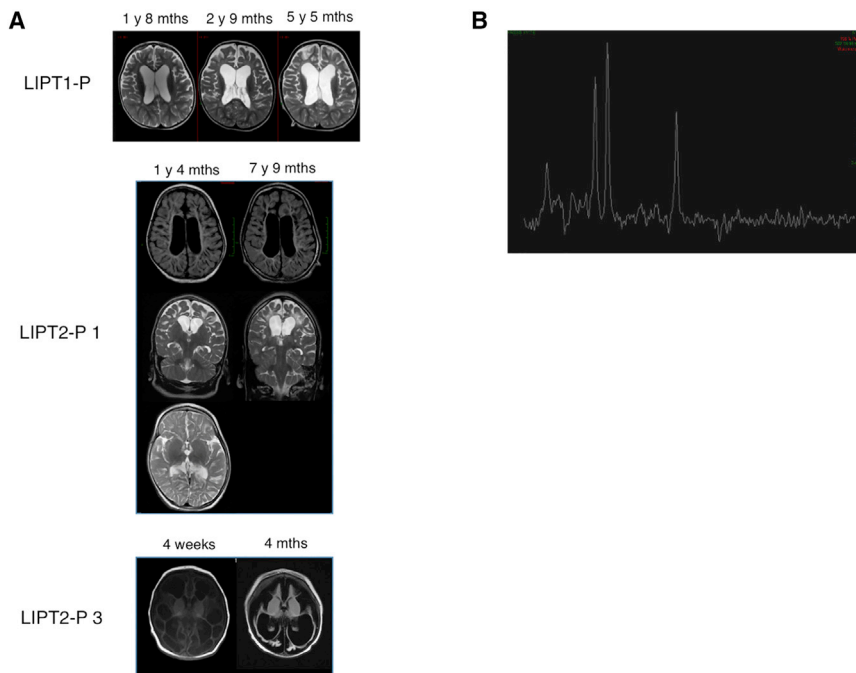 A
1 y 8 mths 2 y 9 mths 5 y 5 mths
LIPT1-P
1 y 4 mths 7 y 9 mths
LIPT2-P 1
4 weeks 4 mths
LIPT2-P 3
B